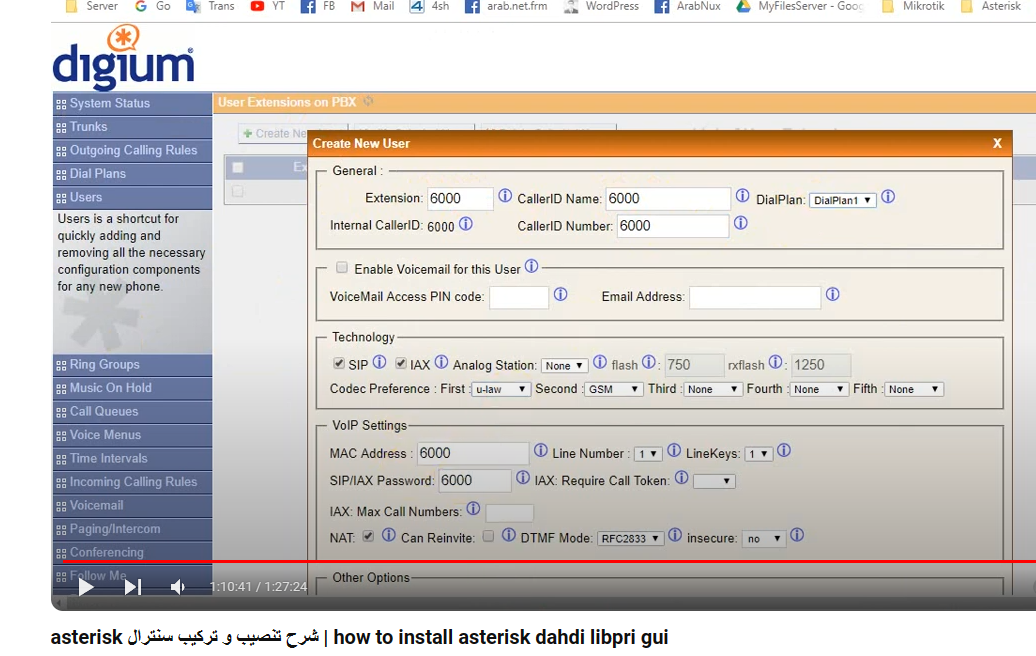 Server Go Trans YT FB Mail 4sh arab.net.frm WordPress ArabNux MyFilesServer - Goo Mikrotik Asterisk
digium
System Status
User Extensions on PBX
Trunks
Outgoing Calling Rules
Dial Plans
Users
Users is a shortcut for
quickly adding and
removing all the necessary
configuration components
for any new phone.
Ring Groups
Music On Hold
Call Queues
Voice Menus
Time Intervals
Incoming Calling Rules
Voicemail
Paging/Intercom
Conferencing
Follow Me
Create Ne
Ex
Create New User X
General :
Extension: 6000 CallerID Name: 6000 DialPlan: DialPlan1
Internal CallerID: 6000 CallerID Number: 6000
Enable Voicemail for this User
VoiceMail Access PIN code: Email Address:
Technology
SIP IAX Analog Station: None flash : 750 rxflash : 1250
Codec Preference : First : u-law Second : GSM Third : None Fourth : None Fifth : None
VoIP Settings
MAC Address : 6000 Line Number : 1 LineKeys: 1
SIP/IAX Password: 6000 IAX: Require Call Token:
IAX: Max Call Numbers:
NAT: Can Reinvite: DTMF Mode: RFC2833 insecure: no
Other Options
1:10:41 / 1:27:24
asterisk شرح تنصيب و تركيب سنترال | how to install asterisk dahdi libpri gui